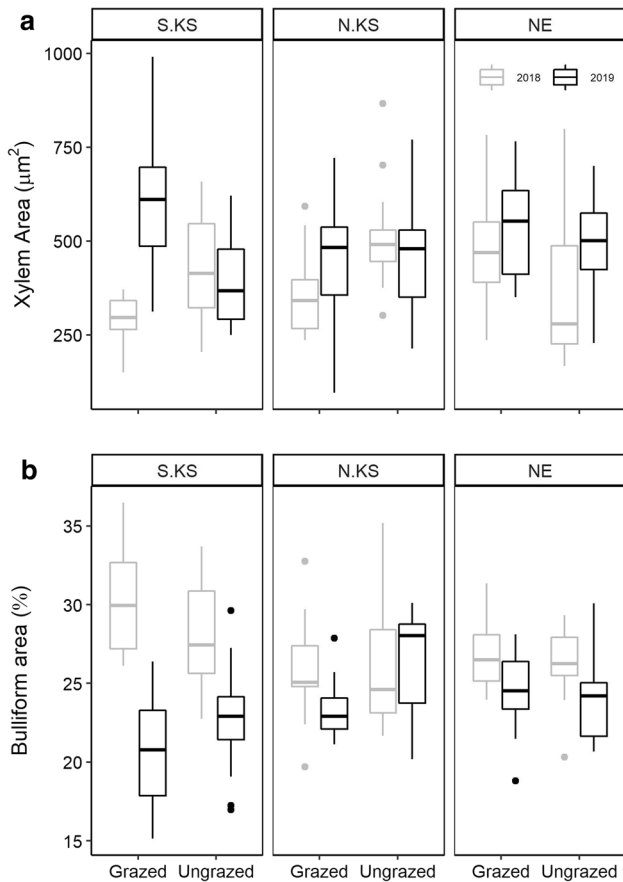 a
S.KS N.KS NE
1000
750
500
250
Xylem Area (μm²)
2018 2019
b
S.KS N.KS NE
35
30
25
20
15
Bulliform area (%)
Grazed Ungrazed Grazed Ungrazed Grazed Ungrazed